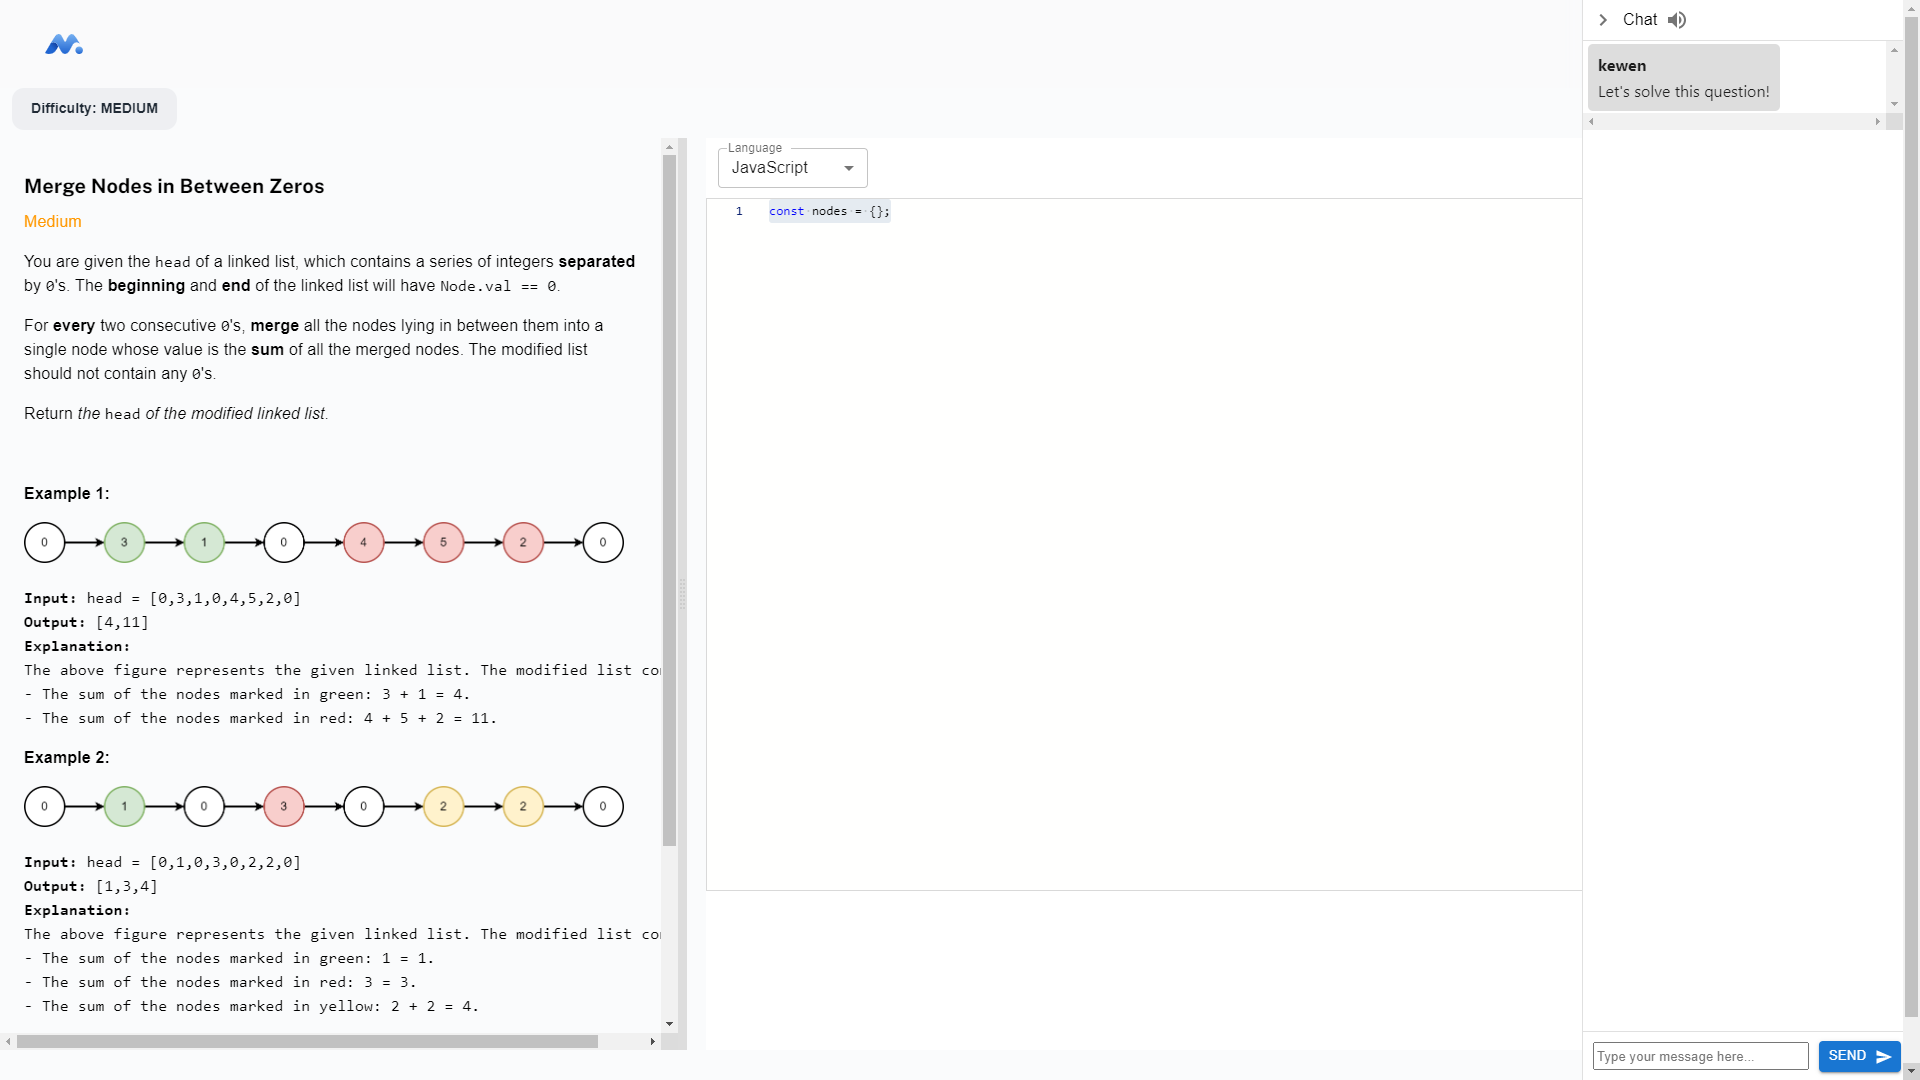 Difficulty: MEDIUM
Merge Nodes in Between Zeros
Medium
You are given the head of a linked list, which contains a series of integers separated
by 0's. The beginning and end of the linked list will have Node.val == 0.
For every two consecutive 0's, merge all the nodes lying in between them into a
single node whose value is the sum of all the merged nodes. The modified list
should not contain any 0's.
Return the head of the modified linked list.
Example 1:
0 3 1 0 4 5 2 0
Input: head = [0,3,1,0,4,5,2,0]
Output: [4,11]
Explanation:
The above figure represents the given linked list. The modified list
- The sum of the nodes marked in green: 3 + 1 = 4.
- The sum of the nodes marked in red: 4 + 5 + 2 = 11.
Example 2:
0 1 0 3 0 2 2 0
Input: head = [0,1,0,3,0,2,2,0]
Output: [1,3,4]
Explanation:
The above figure represents the given linked list. The modified list
- The sum of the nodes marked in green: 1 = 1.
- The sum of the nodes marked in red: 3 = 3.
- The sum of the nodes marked in yellow: 2 + 2 = 4.
Language
JavaScript
1 const nodes = {};
Chat
kewen
Let's solve this question!
Type your message here...
SEND